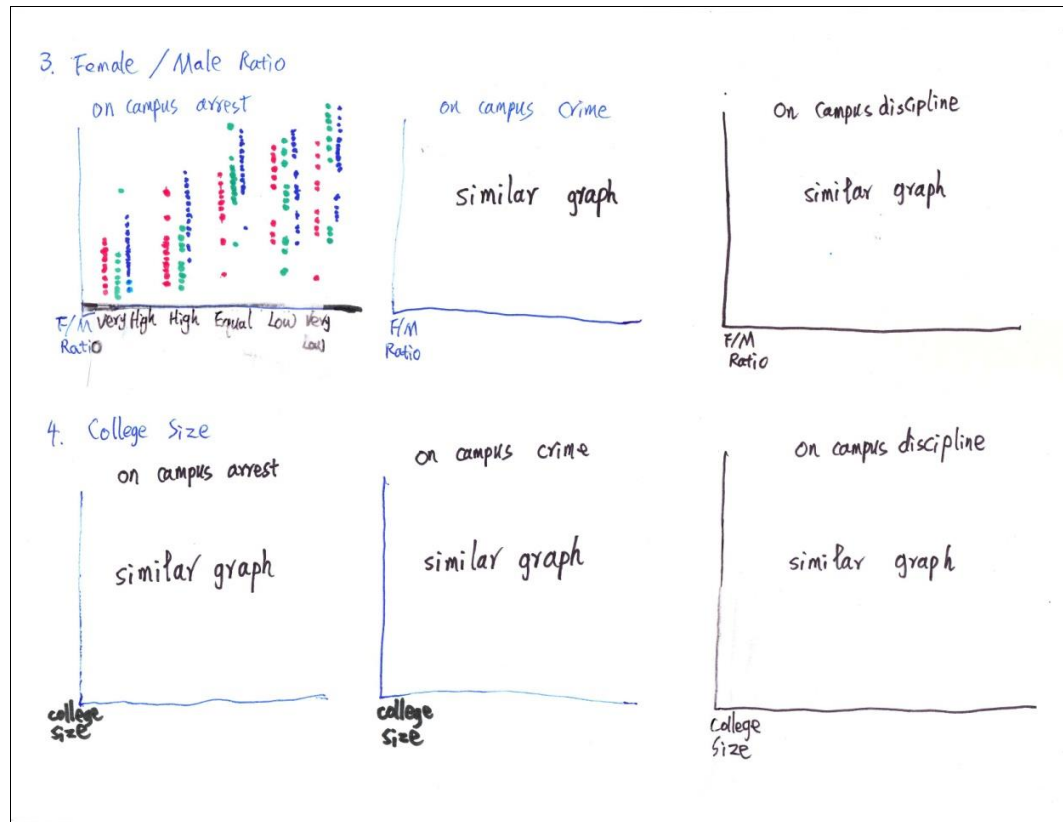 3. Female / Male Ratio
on campus arrest
on campus crime
On Campus discipline
similar graph
similar graph
F/M Ratio
Very High
High
Equal
Low
Very Low
F/M
Ratio
F/M
Ratio
4. College Size
on campus arrest
on campus crime
on campus discipline
similar graph
similar graph
similar graph
college
size
college
size
College
Size